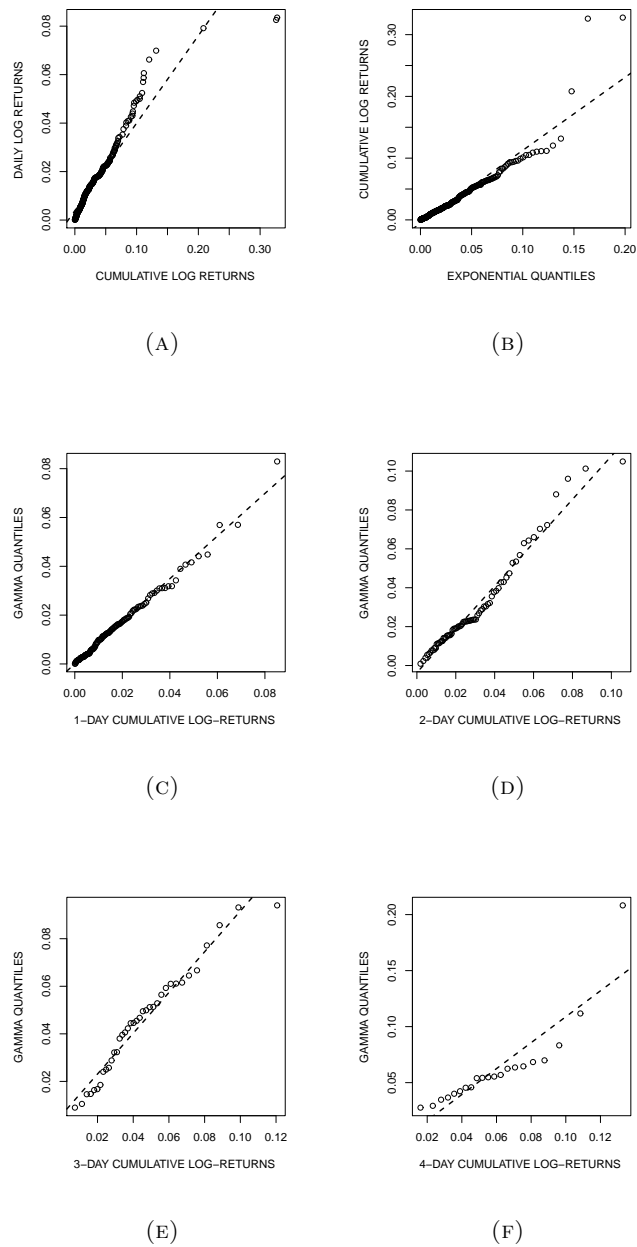 0.08
0.06
0.04
0.02
0.00
DAILY LOG RETURNS
0.00 0.10 0.20 0.30
CUMULATIVE LOG RETURNS
(A)
0.30
0.20
0.10
0.00
CUMULATIVE LOG RETURNS
0.00 0.05 0.10 0.15 0.20
EXPONENTIAL QUANTILES
(B)
0.08
0.06
0.04
0.02
0.00
GAMMA QUANTILES
0.00 0.02 0.04 0.06 0.08
1−DAY CUMULATIVE LOG−RETURNS
(C)
0.10
0.08
0.06
0.04
0.02
0.00
GAMMA QUANTILES
0.00 0.02 0.04 0.06 0.08 0.10
2−DAY CUMULATIVE LOG−RETURNS
(D)
0.08
0.06
0.04
0.02
GAMMA QUANTILES
0.02 0.04 0.06 0.08 0.10 0.12
3−DAY CUMULATIVE LOG−RETURNS
(E)
0.20
0.15
0.10
0.05
GAMMA QUANTILES
0.02 0.04 0.06 0.08 0.10 0.12
4−DAY CUMULATIVE LOG−RETURNS
(F)